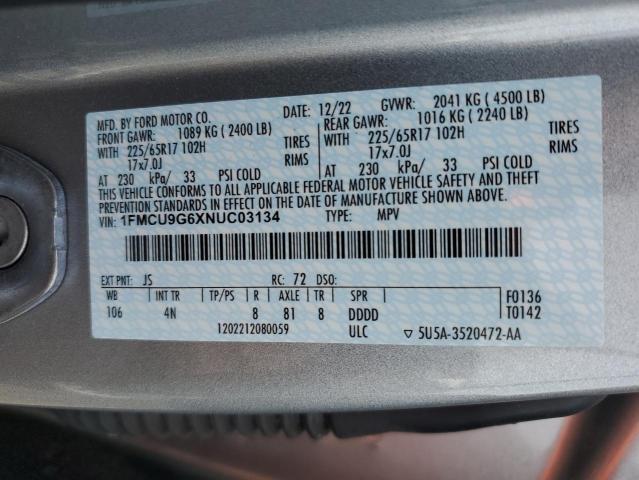 MFD. BY FORD MOTOR CO. DATE: 12/22 GVWR: 2041 KG ( 4500 LB)
FRONT GAWR: 1089 KG ( 2400 LB) REAR GAWR: 1016 KG ( 2240 LB)
WITH 225/65R17 102H TIRES WITH 225/65R17 102H TIRES
17x7.0J RIMS 17x7.0J RIMS
AT 230 kPa/ 33 PSI COLD AT 230 kPa/ 33 PSI COLD
THIS VEHICLE CONFORMS TO ALL APPLICABLE FEDERAL MOTOR VEHICLE SAFETY AND THEFT
PREVENTION STANDARDS IN EFFECT ON THE DATE OF MANUFACTURE SHOWN ABOVE.
VIN: 1FMCU9G6XNUC03134 TYPE: MPV
EXT PNT: JS RC: 72 DSO:
WB INT TR TP/PS R AXLE TR SPR F0136
106 4N 8 81 8 DDDD T0142
1202212080059 ULC ▽ 5U5A-3520472-AA